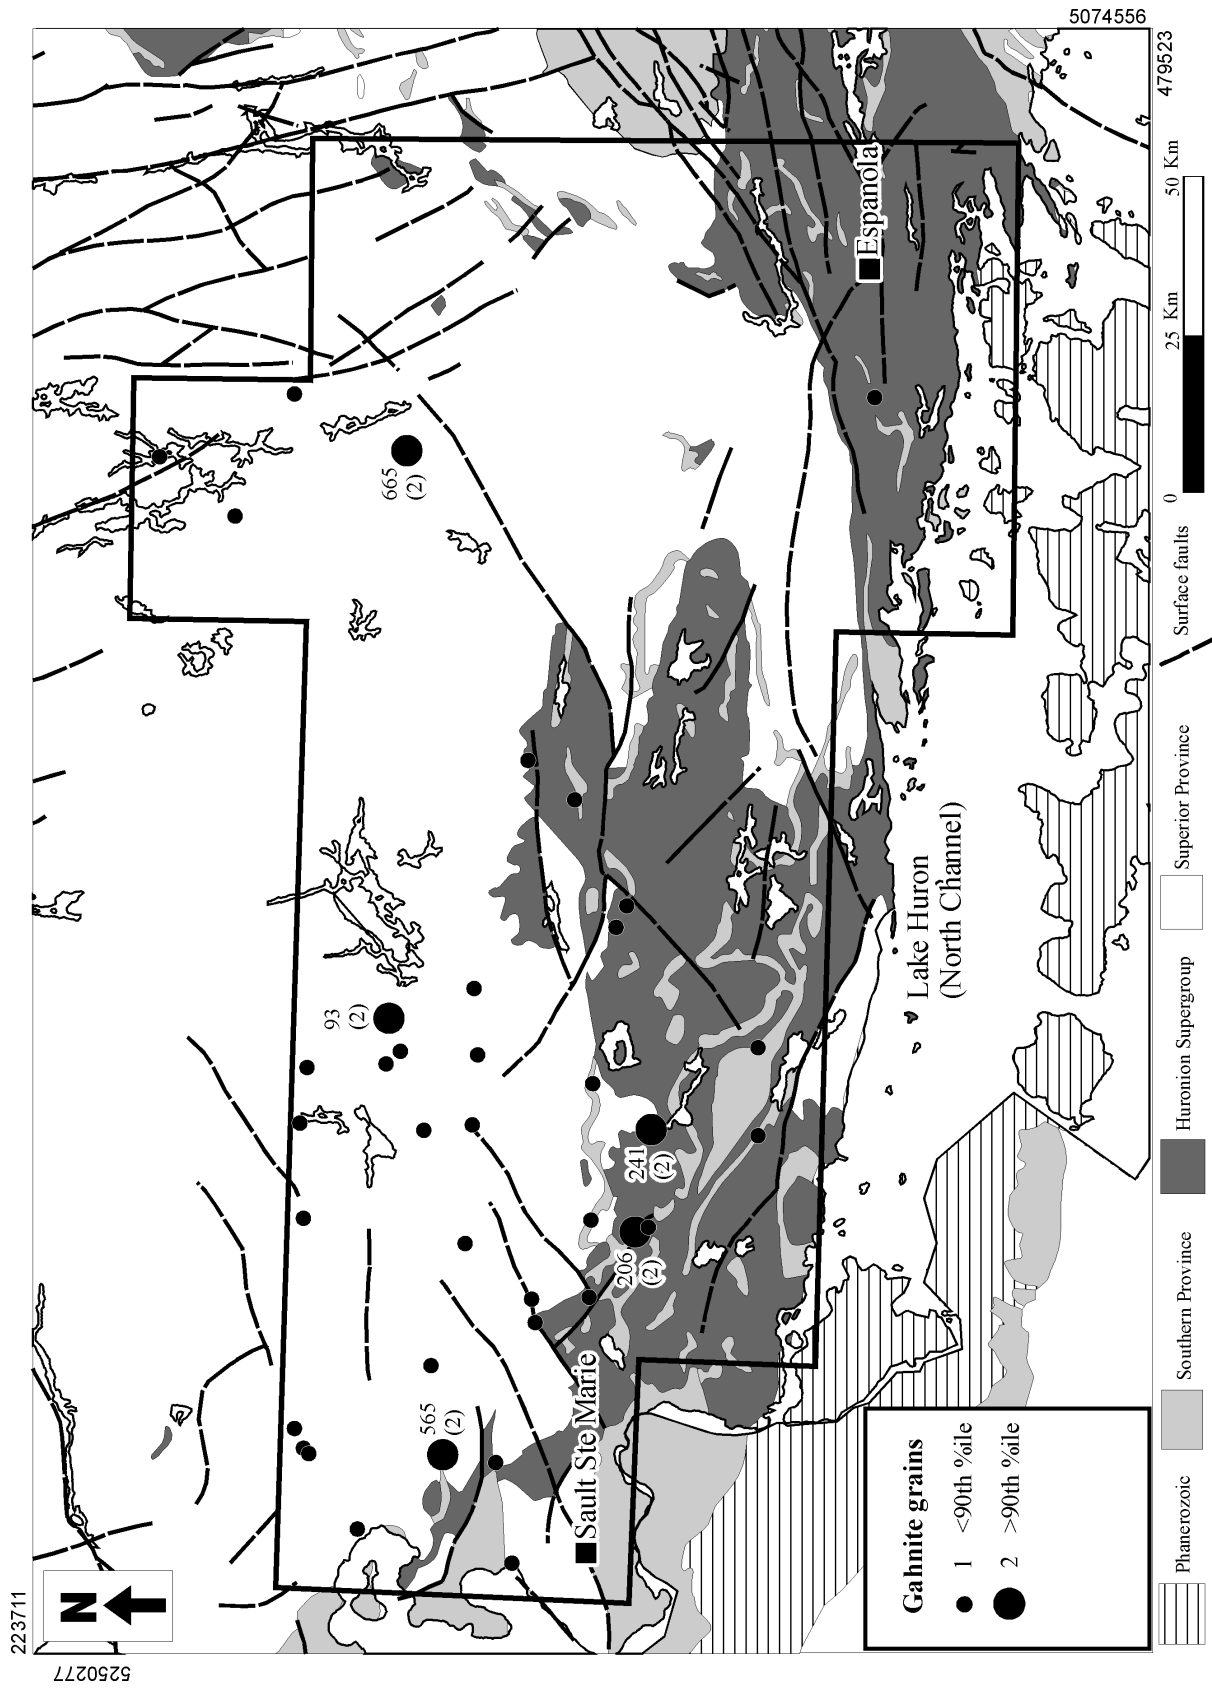 5074556
479523
223711
5250277
N
665
(2)
93
(2)
565
(2)
241
(2)
206
(2)
Espanola
Sault Ste Marie
Lake Huron
(North Channel)
Gahnite grains
1 <90th %ile
2 >90th %ile
Phanerozoic
Southern Province
Huronion Supergroup
Superior Province
Surface faults
0
25 Km
50 Km